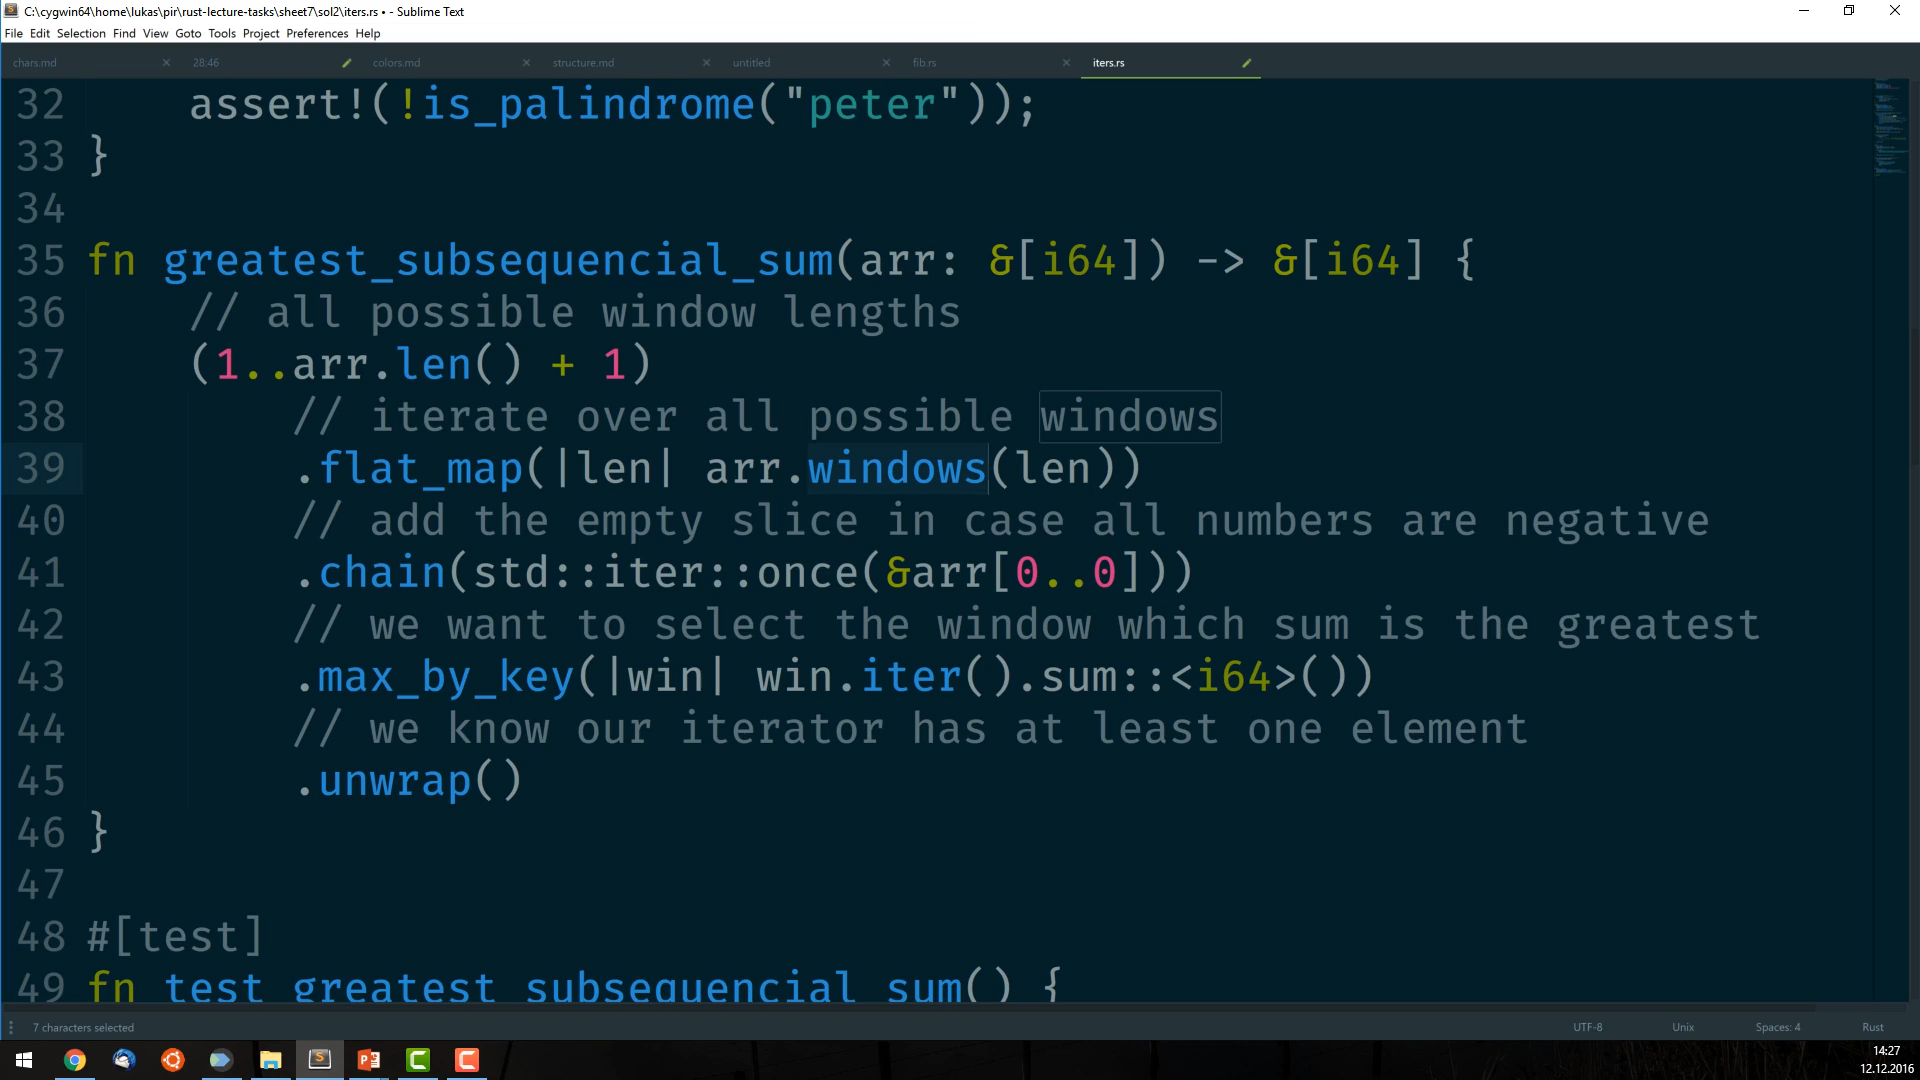 C:\cygwin64\home\lukas\pir\rust-lecture-tasks\sheet7\sol2\iters.rs • - Sublime Text
File Edit Selection Find View Goto Tools Project Preferences Help
chars.md 28:46 colors.md structure.md untitled fib.rs iters.rs
32 assert!(!is_palindrome("peter"));
33 }
34
35 fn greatest_subsequencial_sum(arr: &[i64]) -> &[i64] {
36 // all possible window lengths
37 (1..arr.len() + 1)
38 // iterate over all possible windows
39 .flat_map(|len| arr.windows(len))
40 // add the empty slice in case all numbers are negative
41 .chain(std::iter::once(&arr[0..0]))
42 // we want to select the window which sum is the greatest
43 .max_by_key(|win| win.iter().sum::<i64>())
44 // we know our iterator has at least one element
45 .unwrap()
46 }
47
48 #[test]
49 fn test_greatest_subsequencial_sum() {
7 characters selected UTF-8 Unix Spaces: 4 Rust
14:27
12.12.2016